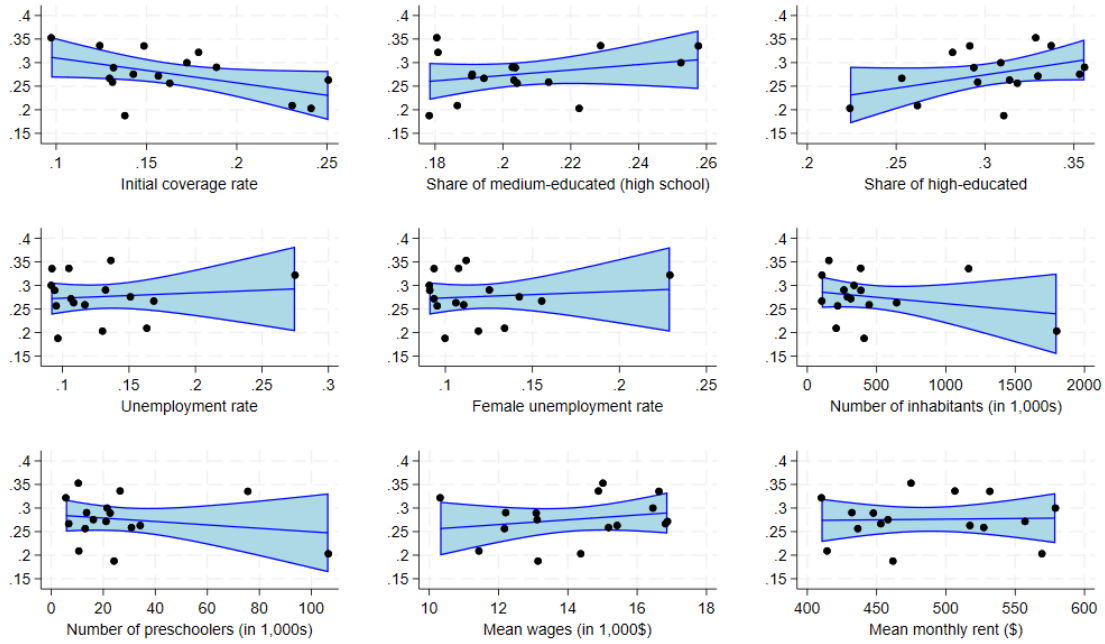 .4 .4 .4
.35 .35 .35
.3 .3 .3
.25 .25 .25
.2 .2 .2
.15 .15 .15
.1 .15 .2 .25 .18 .2 .22 .24 .26 .2 .25 .3 .35
Initial coverage rate Share of medium-educated (high school) Share of high-educated
.4 .4 .4
.35 .35 .35
.3 .3 .3
.25 .25 .25
.2 .2 .2
.15 .15 .15
.1 .15 .2 .25 .3 .1 .15 .2 .25 0 500 1000 1500 2000
Unemployment rate Female unemployment rate Number of inhabitants (in 1,000s)
.4 .4 .4
.35 .35 .35
.3 .3 .3
.25 .25 .25
.2 .2 .2
.15 .15 .15
0 20 40 60 80 100 10 12 14 16 18 400 450 500 550 600
Number of preschoolers (in 1,000s) Mean wages (in 1,000$) Mean monthly rent ($)